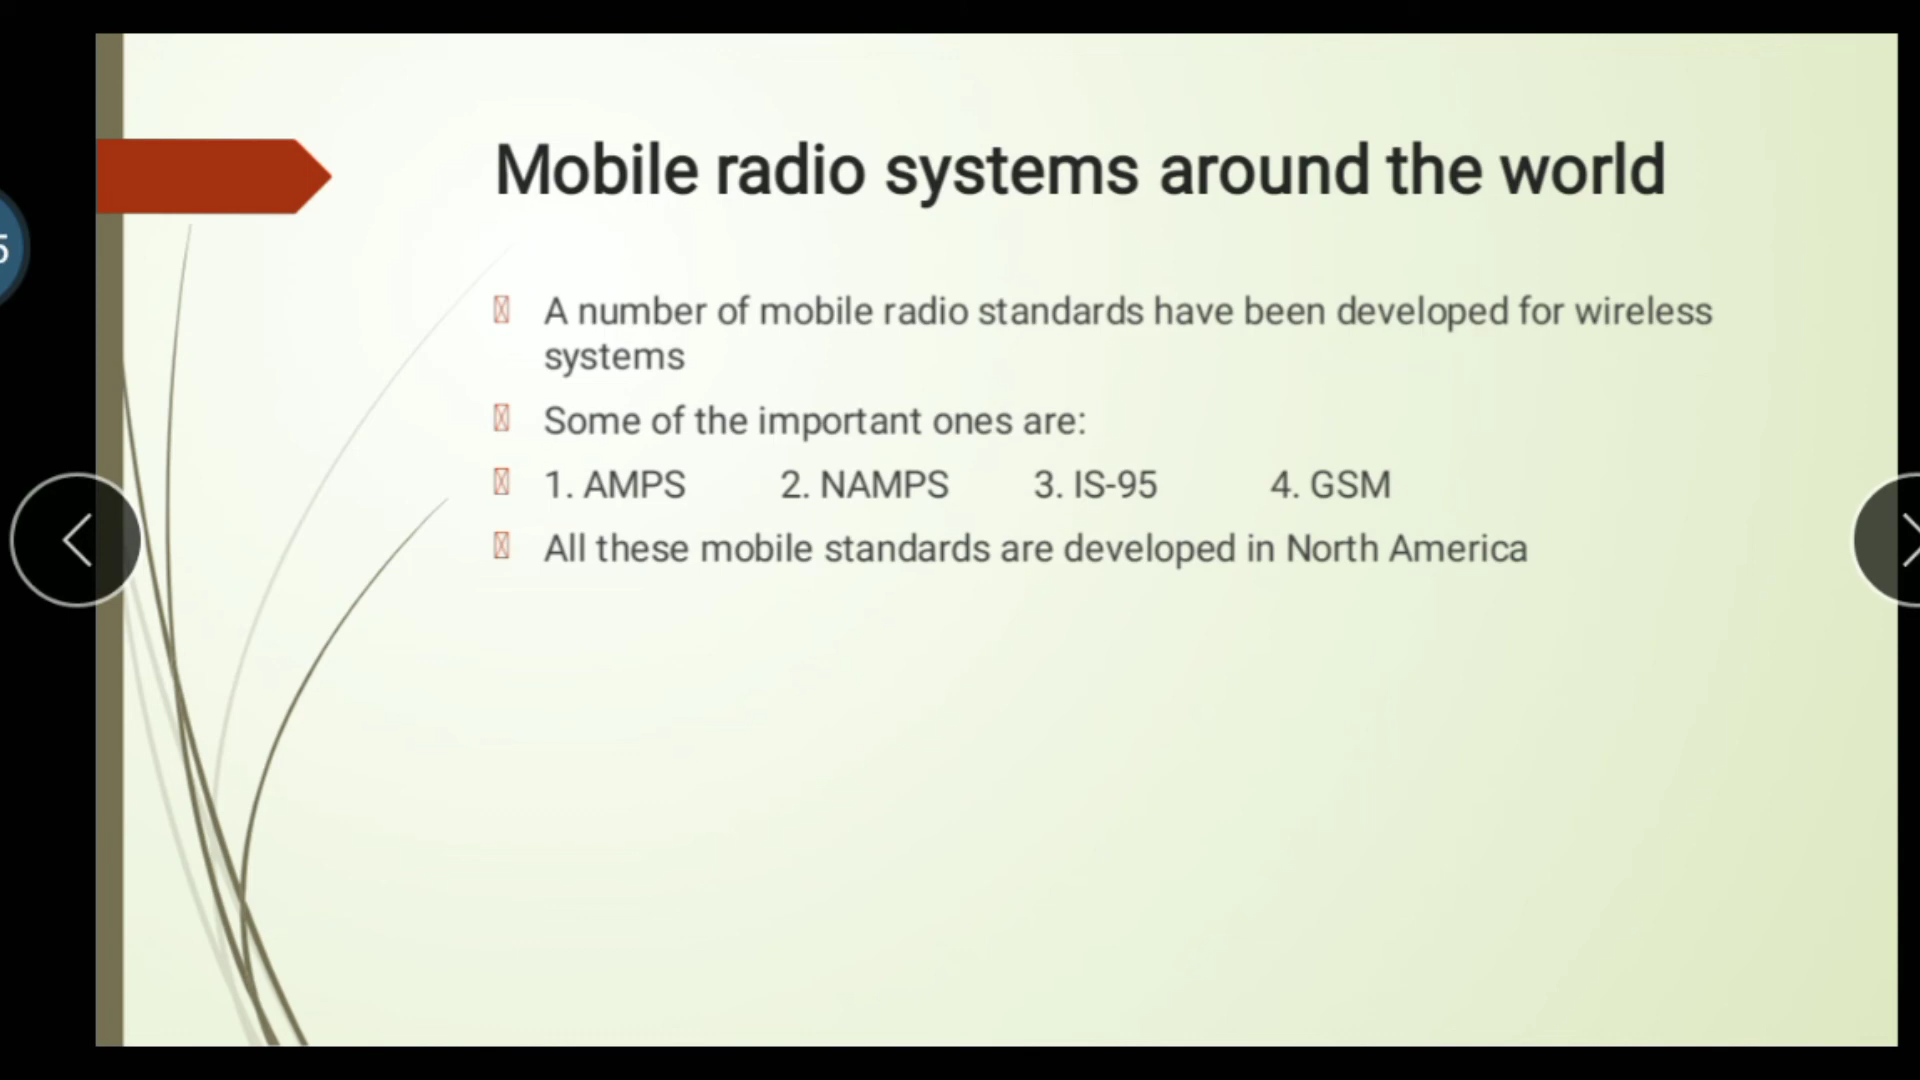 Mobile radio systems around the world
A number of mobile radio standards have been developed for wireless
systems
Some of the important ones are:
1. AMPS 2. NAMPS 3. IS-95 4. GSM
All these mobile standards are developed in North America
5